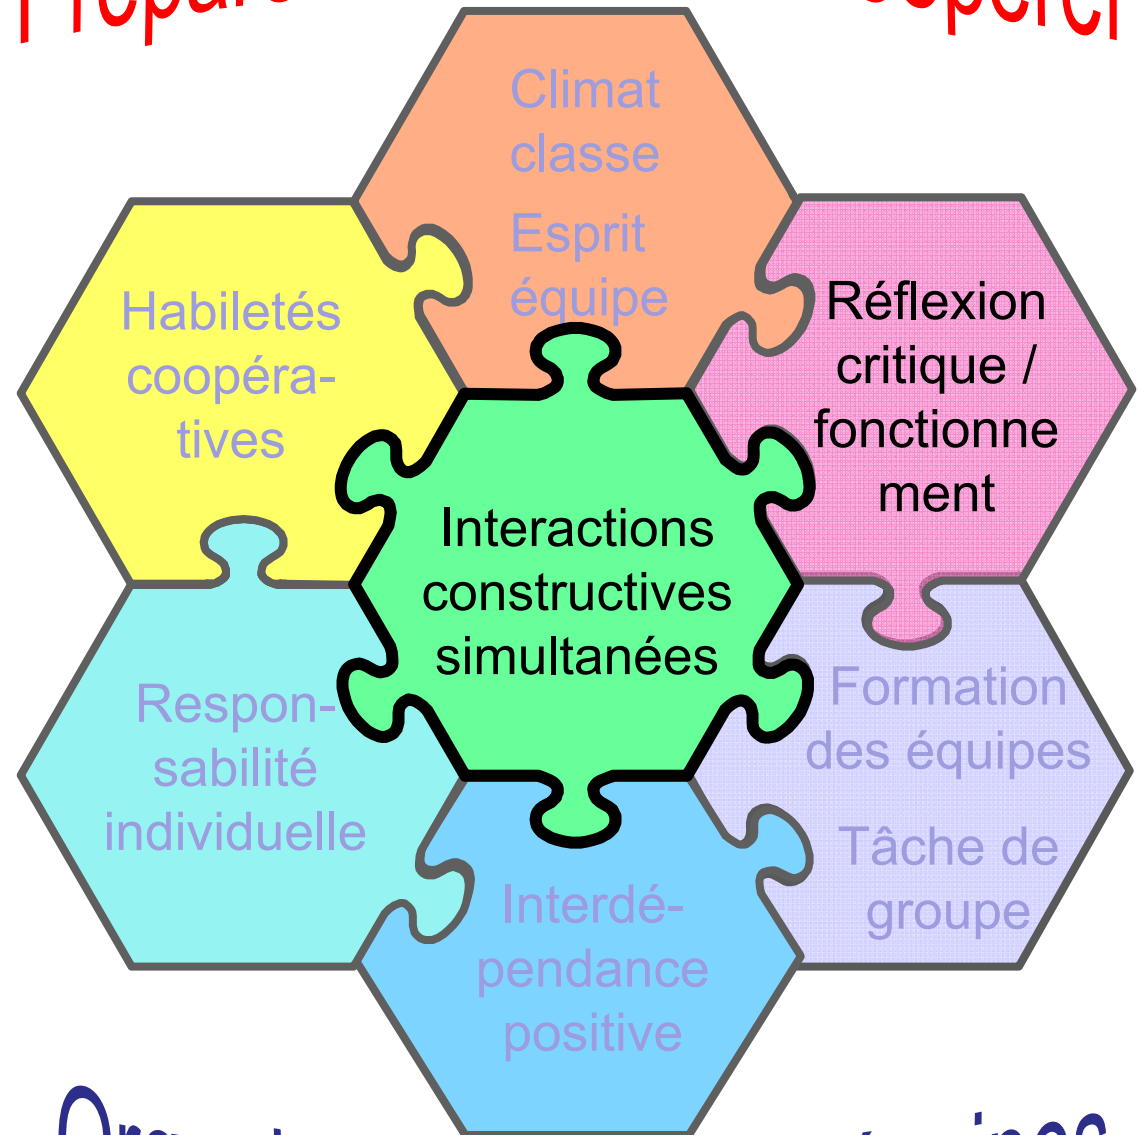 Climat
classe
Esprit
équipe
Habiletés
coopéra-
tives
Réflexion
critique /
fonctionne
ment
Interactions
constructives
simultanées
Respon-
sabilité
individuelle
Formation
des équipes
Tâche de
groupe
Interdé-
pendance
positive